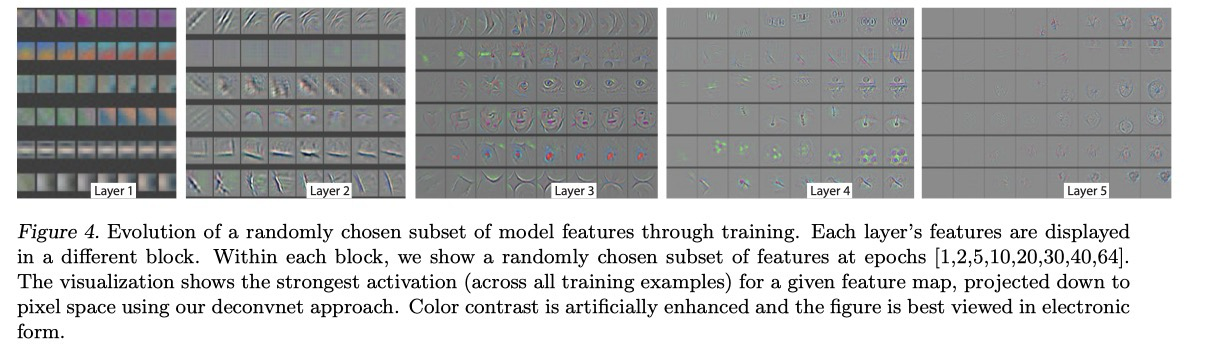 Layer 1
Layer 2
Layer 3
Layer 4
Layer 5
Figure 4. Evolution of a randomly chosen subset of model features through training. Each layer's features are displayed
in a different block. Within each block, we show a randomly chosen subset of features at epochs [1,2,5,10,20,30,40,64].
The visualization shows the strongest activation (across all training examples) for a given feature map, projected down to
pixel space using our deconvnet approach. Color contrast is artificially enhanced and the figure is best viewed in electronic
form.